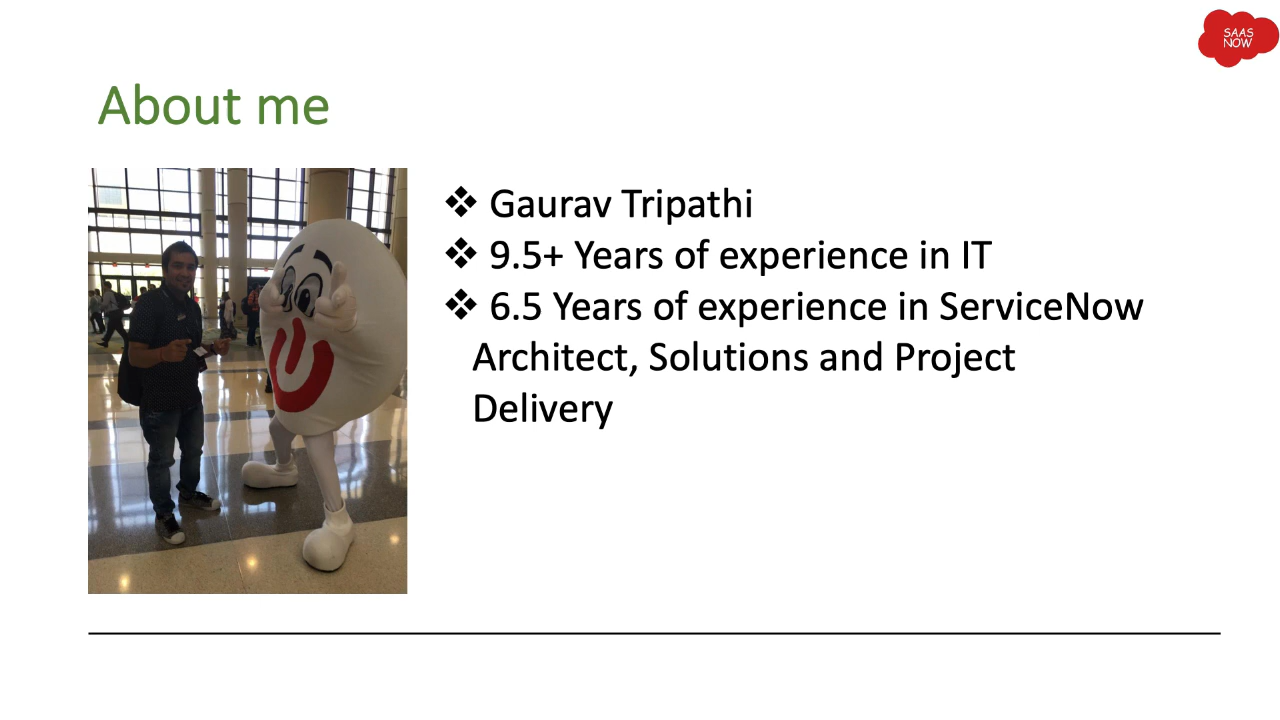 SAAS
NOW
About me
❖ Gaurav Tripathi
❖ 9.5+ Years of experience in IT
❖ 6.5 Years of experience in ServiceNow
Architect, Solutions and Project
Delivery